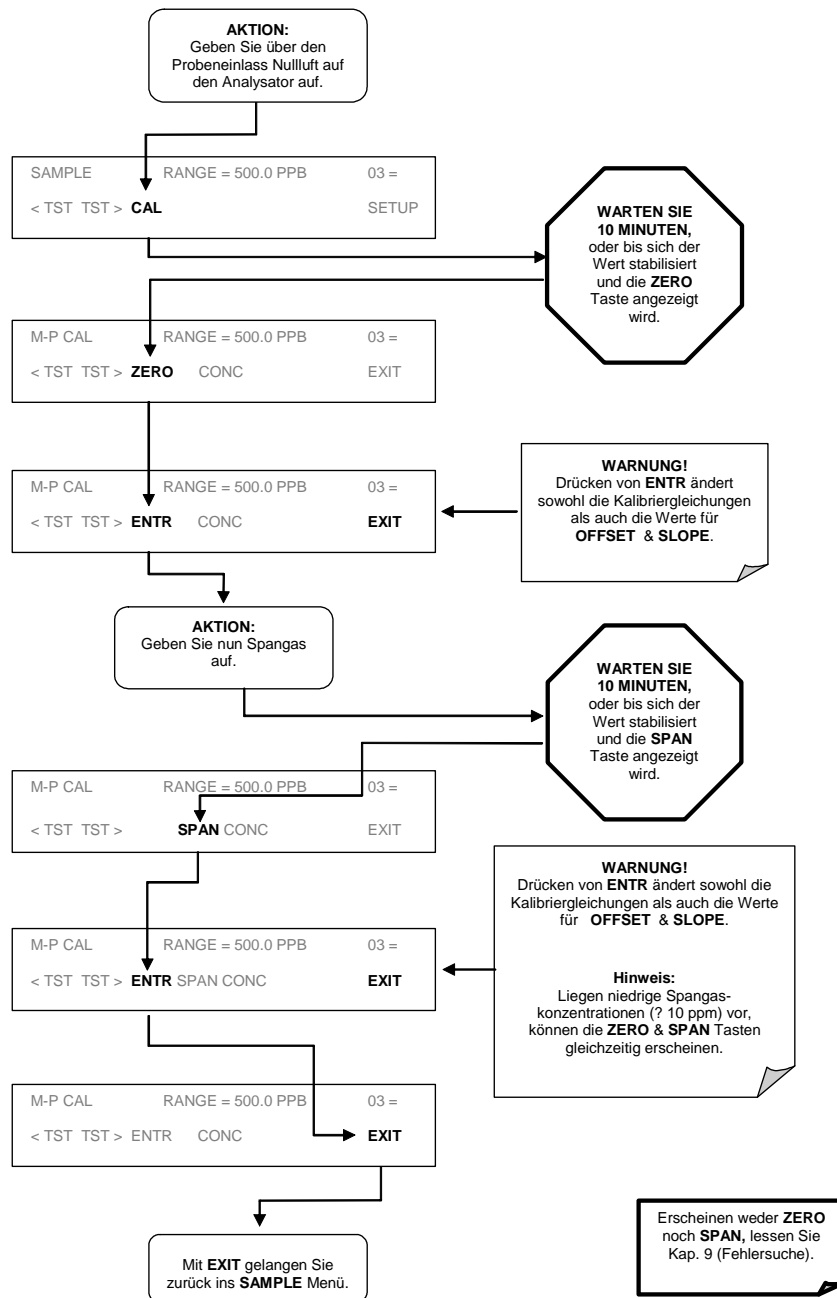 AKTION:
Geben Sie über den
Probeneinlass Nullluft auf
den Analysator auf.
SAMPLE RANGE = 500.0 PPB 03 =
< TST TST > CAL SETUP
WARTEN SIE
10 MINUTEN,
oder bis sich der
Wert stabilisiert
und die ZERO
Taste angezeigt
wird.
M-P CAL RANGE = 500.0 PPB 03 =
< TST TST > ZERO CONC EXIT
M-P CAL RANGE = 500.0 PPB 03 =
< TST TST > ENTR CONC EXIT
WARNUNG!
Drücken von ENTR ändert
sowohl die Kalibriergleichungen
als auch die Werte für
OFFSET & SLOPE.
AKTION:
Geben Sie nun Spangas
auf.
WARTEN SIE
10 MINUTEN,
oder bis sich der
Wert stabilisiert
und die SPAN
Taste angezeigt
wird.
M-P CAL RANGE = 500.0 PPB 03 =
< TST TST > SPAN CONC EXIT
M-P CAL RANGE = 500.0 PPB 03 =
< TST TST > ENTR SPAN CONC EXIT
WARNUNG!
Drücken von ENTR ändert sowohl die
Kalibriergleichungen als auch die Werte
für OFFSET & SLOPE.
Hinweis:
Liegen niedrige Spangas-
konzentrationen (? 10 ppm) vor,
können die ZERO & SPAN Tasten
gleichzeitig erscheinen.
M-P CAL RANGE = 500.0 PPB 03 =
< TST TST > ENTR CONC EXIT
Mit EXIT gelangen Sie
zurück ins SAMPLE Menü.
Erscheinen weder ZERO
noch SPAN, lessen Sie
Kap. 9 (Fehlersuche).